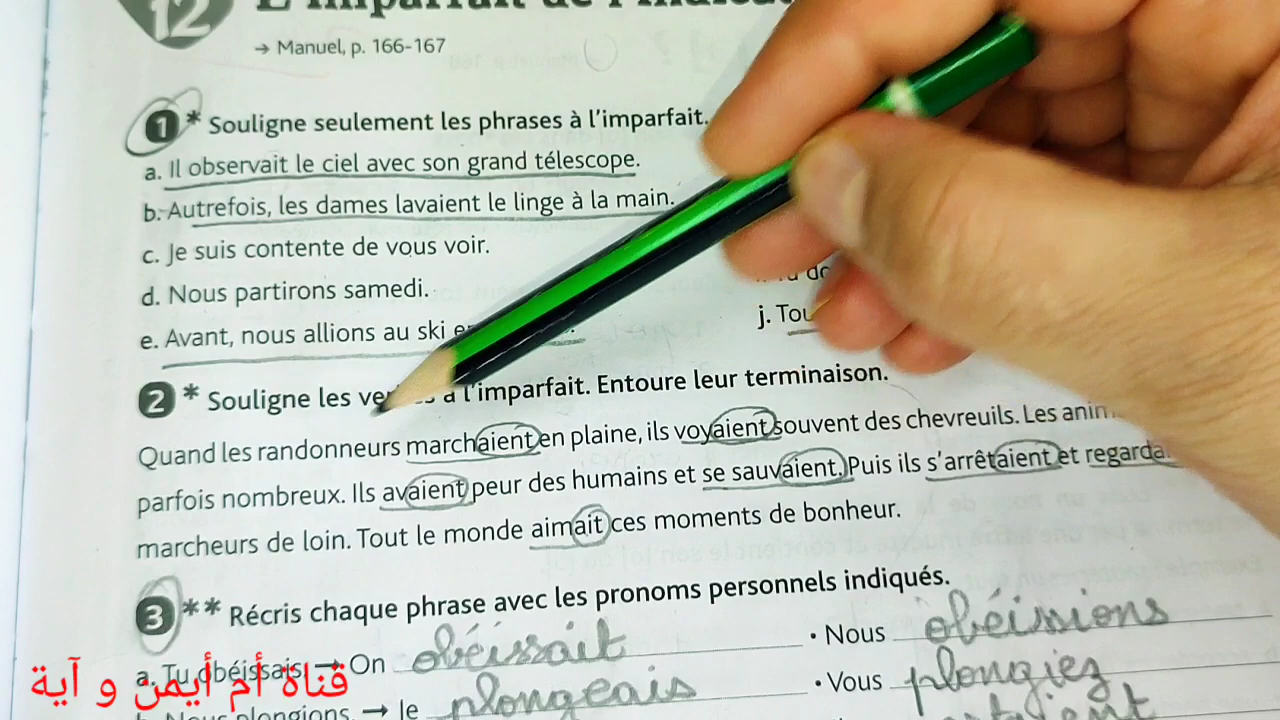 12 L'imparfait de l'indica
→ Manuel, p. 166-167
1 * Souligne seulement les phrases à l'imparfait.
a. Il observait le ciel avec son grand télescope.
b. Autrefois, les dames lavaient le linge à la main.
c. Je suis contente de vous voir.
d. Nous partirons samedi.
e. Avant, nous allions au ski
j. Tou
2 * Souligne les à l'imparfait. Entoure leur terminaison.
Quand les randonneurs marchaient en plaine, ils voyaient souvent des chevreuils. Les
parfois nombreux. Ils avaient peur des humains et se sauvaient. Puis ils s'arrêtaient et
marcheurs de loin. Tout le monde aimait ces moments de bonheur.
3 ** Récris chaque phrase avec les pronoms personnels indiqués.
a. Tu obéissais. → On obéissait • Nous obéissions
b. Nous plongions. → Je plongeais • Vous plongiez
قناة أم أيمن و آية